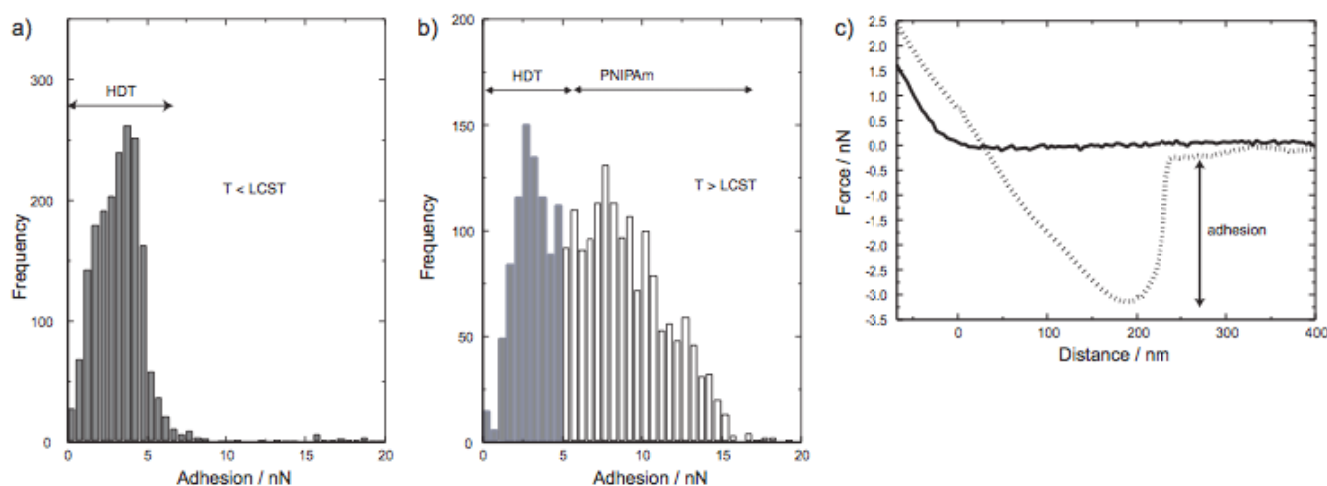 a)
Frequency
300
200
100
0
HDT
T < LCST
0 5 10 15 20
Adhesion / nN
b)
Frequency
200
150
100
50
0
HDT PNIPAm
T > LCST
0 5 10 15 20
Adhesion / nN
c)
Force / nN
2.5
2.0
1.5
1.0
0.5
0.0
-0.5
-1.0
-1.5
-2.0
-2.5
-3.0
-3.5
adhesion
0 100 200 300 400
Distance / nm